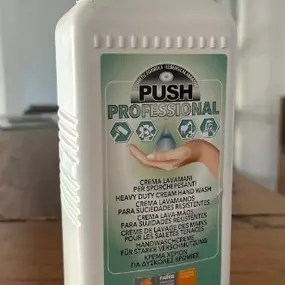 PUSH
PROFESSIONAL
CREMA LAVAMANI
PER SPORCHI PESANTI
HEAVY DUTY CREAM HAND WASH
CREMA LAVAMANOS
PARA SUCIEDADES RESISTENTES
CREMA LAVA-MÃOS
PARA SUJIDADES RESISTENTES
CRÈME DE LAVAGE DES MAINS
POUR LES SALETÉS TENACES
HANDWASCHCREME
FÜR STARKE VERSCHMUTZUNG
ΚΡΕΜΑ ΧΕΡΙΩΝ
ΓΙΑ ΔΥΣΚΟΛΕΣ ΒΡΩΜΙΕΣ